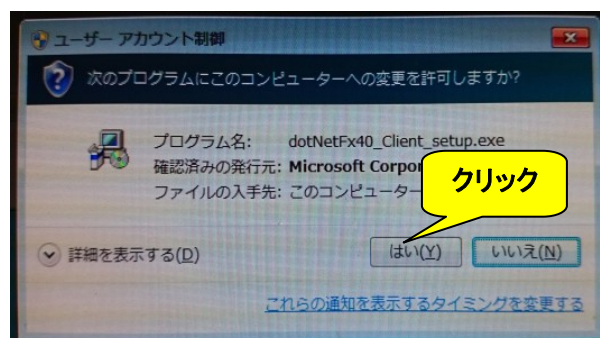 ユーザー アカウント制御
次のプログラムにこのコンピューターへの変更を許可しますか?
プログラム名: dotNetFx40_Client_setup.exe
確認済みの発行元: Microsoft
ファイルの入手先: このコンピューター
クリック
詳細を表示する(D)
はい(Y) いいえ(N)
これらの通知を表示するタイミングを変更する